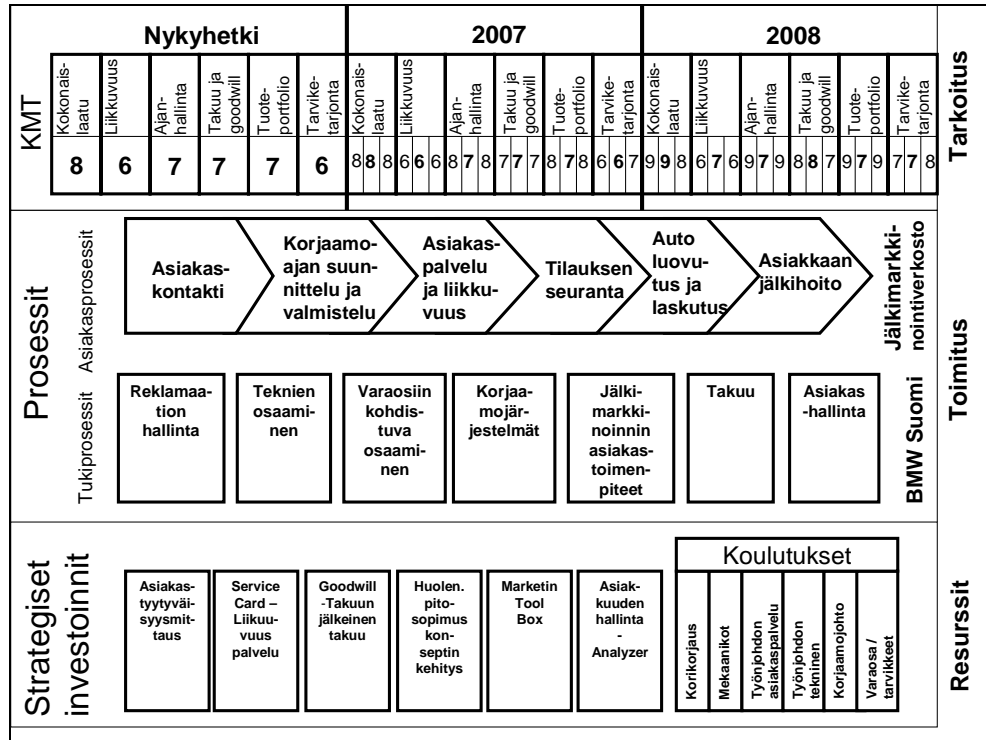 Nykyhetki
2007
2008
KMT
Kokonais-
laatu
Liikkuvuus
Ajan-
hallinta
Takuu ja
goodwill
Tuote-
portfolio
Tarvike-
tarjonta
Kokonais-
laatu
Liikkuvuus
Ajan-
hallinta
Takuu ja
goodwill
Tuote-
portfolio
Tarvike-
tarjonta
Kokonais-
laatu
Liikkuvuus
Ajan-
hallinta
Takuu ja
goodwill
Tuote-
portfolio
Tarvike-
tarjonta
8 6 7 7 7 6 8 8 8 6 6 6 8 7 8 7 7 7 8 7 8 6 6 7 9 9 8 6 7 6 9 7 9 8 8 7 9 7 9 7 7 8
Tarkoitus
Prosessit
Asiakasprosessit
Asiakas-
kontakti
Korjaamo-
ajan suun-
nittelu ja
valmistelu
Asiakas-
palvelu
ja liikku-
vuus
Tilauksen
seuranta
Auto
luovu-
tus ja
laskutus
Asiakkaan
jälkihoito
Jälkimarkki-
nointiverkosto
Toimitus
Tukiprosessit
Reklamaa-
tion
hallinta
Teknien
osaami-
nen
Varaosiin
kohdis-
tuva
osaami-
nen
Korja-
amojär-
jestelmät
Jälki-
markki-
noinnin
asiakas-
toimen-
piteet
Takuu
Asiakas
-hallinta
BMW Suomi
Strategiset
investoinnit
Asiakas-
tyytyväi-
syysmit-
taus
Service
Card –
Liikuu-
vuus
palvelu
Goodwill
-Takuun
jälkeinen
takuu
Huolen.
pito-
sopimus
kon-
septin
kehitys
Marketin
Tool
Box
Asiak-
kuuden
hallinta
-
Analyzer
Koulutukset
Korikorjaus
Mekaanikot
Työnjohdon
asiakaspalvelu
Työnjohdon
tekninen
Korjaamojohto
Varaosa /
tarvikkeet
Resurssit